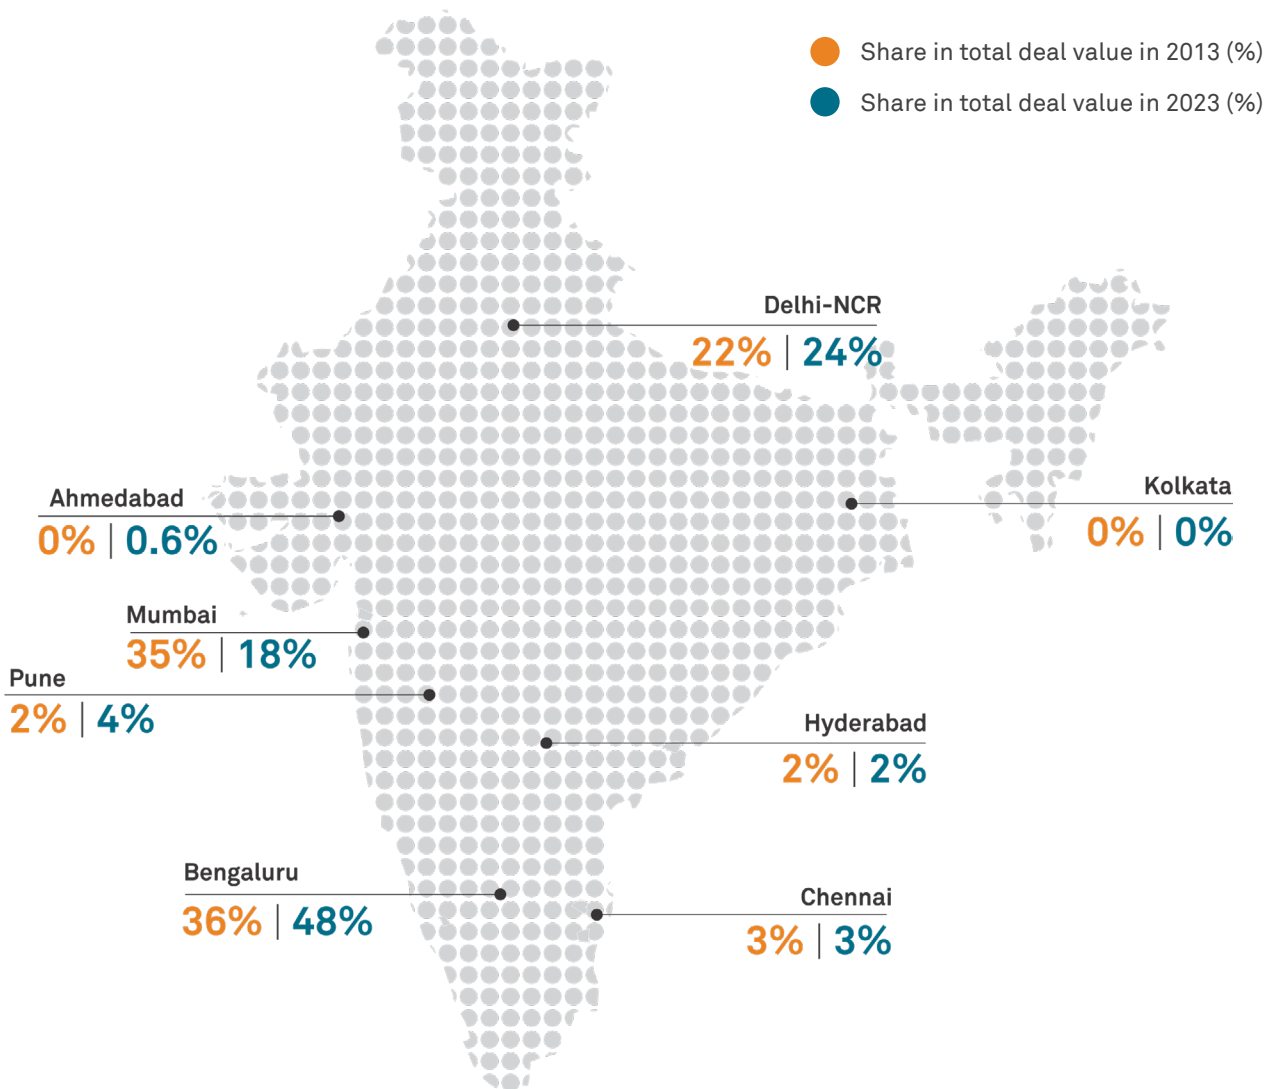 Share in total deal value in 2013 (%)
Share in total deal value in 2023 (%)
Delhi-NCR
22% | 24%
Kolkata
0% | 0%
Ahmedabad
0% | 0.6%
Mumbai
35% | 18%
Pune
2% | 4%
Hyderabad
2% | 2%
Bengaluru
36% | 48%
Chennai
3% | 3%